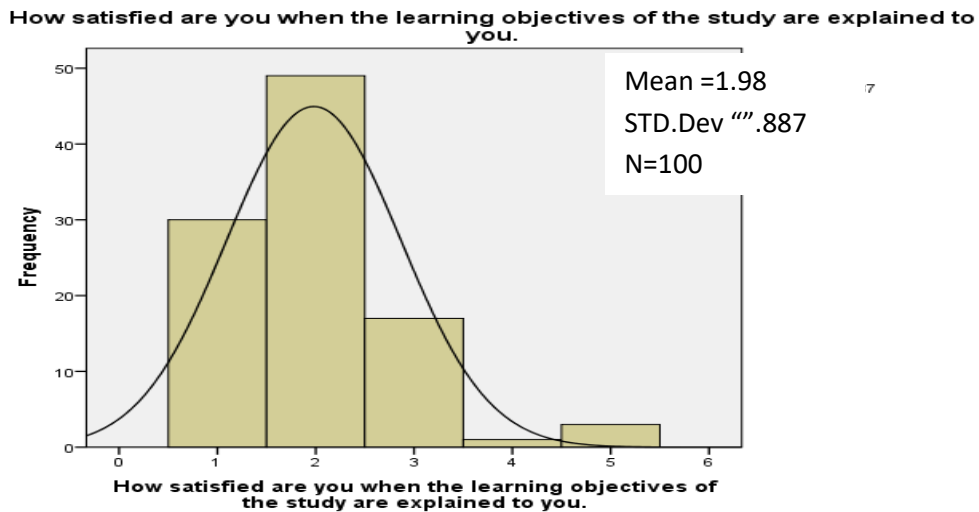 How satisfied are you when the learning objectives of the study are explained to
you.
Mean =1.98
STD.Dev “”.887
N=100
7
50
40
30
20
10
0
Frequency
0 1 2 3 4 5 6
How satisfied are you when the learning objectives of
the study are explained to you.